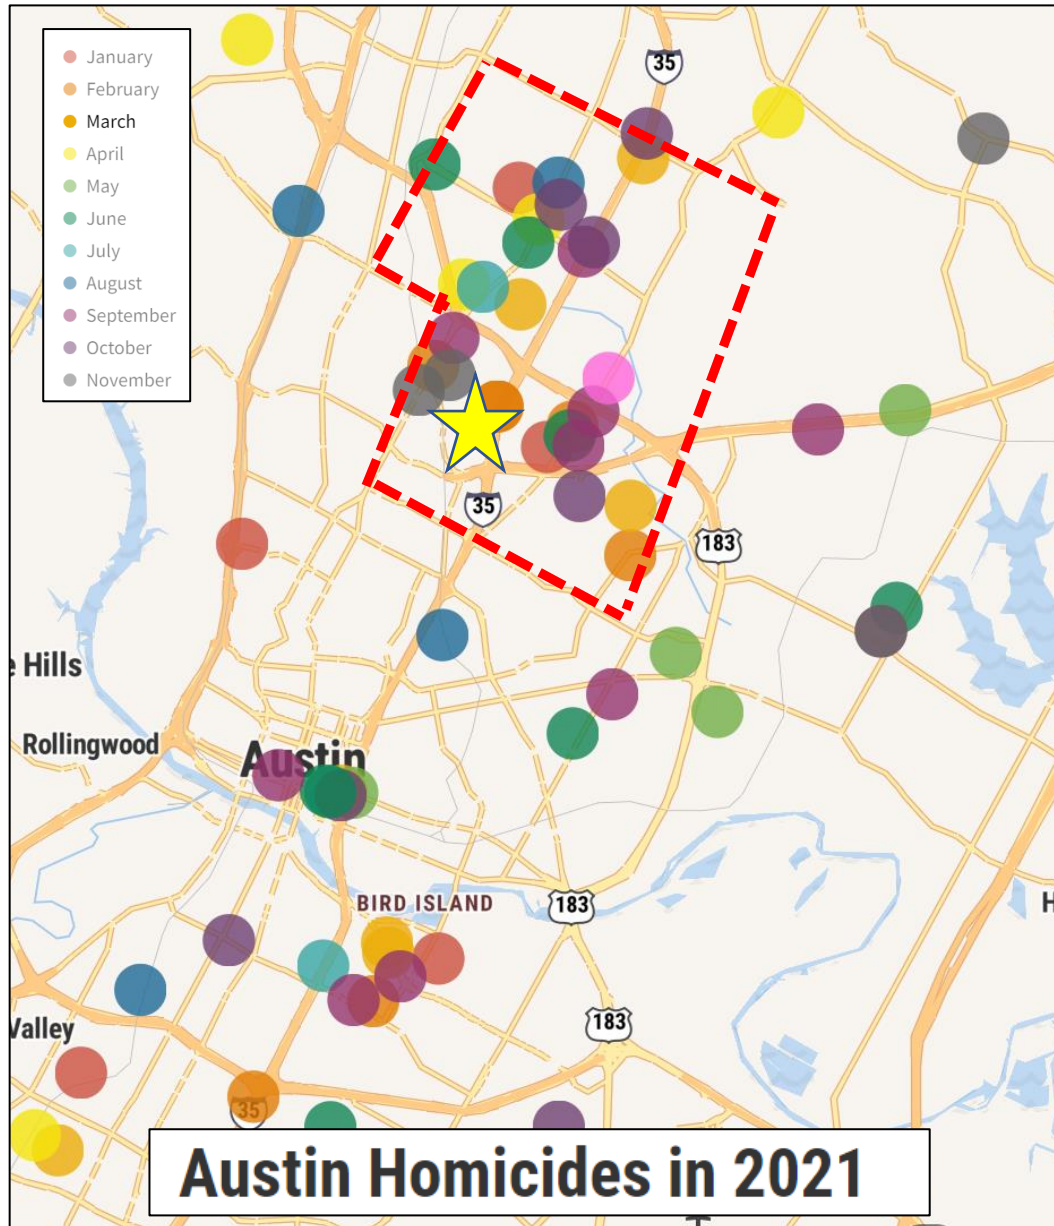 January
February
March
April
May
June
July
August
September
October
November
35
35
183
e Hills
Rollingwood
Austin
BIRD ISLAND
183
H
183
Valley
35
Austin Homicides in 2021